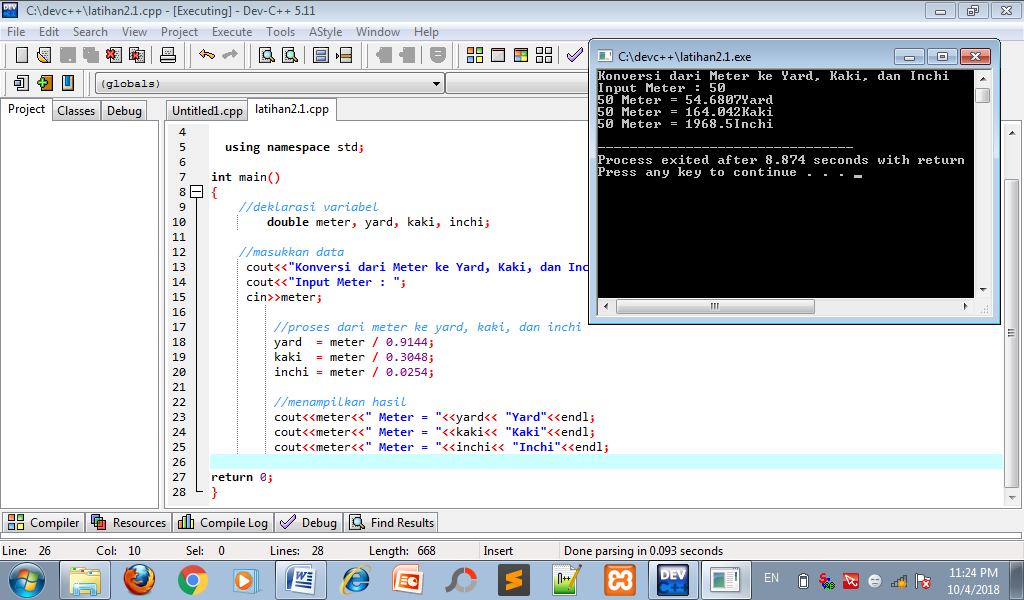 C:\devc++\latihan2.1.cpp - [Executing] - Dev-C++ 5.11
File Edit Search View Project Execute Tools AStyle Window Help
(globals)
Project Classes Debug
Untitled1.cpp latihan2.1.cpp
4
5 using namespace std;
6
7 int main()
8 {
9 //deklarasi variabel
10 double meter, yard, kaki, inchi;
11
12 //masukkan data
13 cout<<"Konversi dari Meter ke Yard, Kaki, dan Inc
14 cout<<"Input Meter : ";
15 cin>>meter;
16
17 //proses dari meter ke yard, kaki, dan inchi
18 yard = meter / 0.9144;
19 kaki = meter / 0.3048;
20 inchi = meter / 0.0254;
21
22 //menampilkan hasil
23 cout<<meter<<" Meter = "<<yard<< "Yard"<<endl;
24 cout<<meter<<" Meter = "<<kaki<< "Kaki"<<endl;
25 cout<<meter<<" Meter = "<<inchi<< "Inchi"<<endl;
26
27 return 0;
28 }
C:\devc++\latihan2.1.exe
Konversi dari Meter ke Yard, Kaki, dan Inchi
Input Meter : 50
50 Meter = 54.6807Yard
50 Meter = 164.042Kaki
50 Meter = 1968.5Inchi
--------------------------------
Process exited after 8.874 seconds with return
Press any key to continue . . . _
Compiler Resources Compile Log Debug Find Results
Line: 26 Col: 10 Sel: 0 Lines: 28 Length: 668 Insert Done parsing in 0.093 seconds
DEV
EN
11:24 PM
10/4/2018